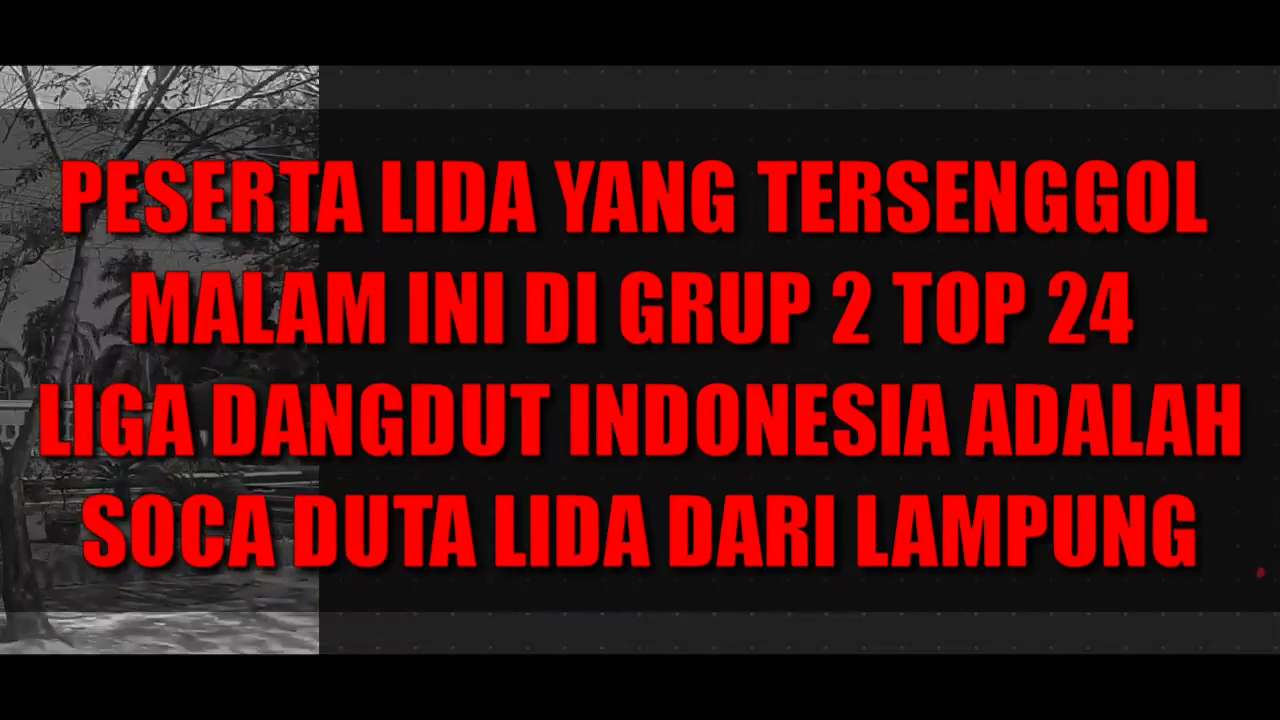 PESERTA LIDA YANG TERSENGGOL
MALAM INI DI GRUP 2 TOP 24
LIGA DANGDUT INDONESIA ADALAH
SOCA DUTA LIDA DARI LAMPUNG